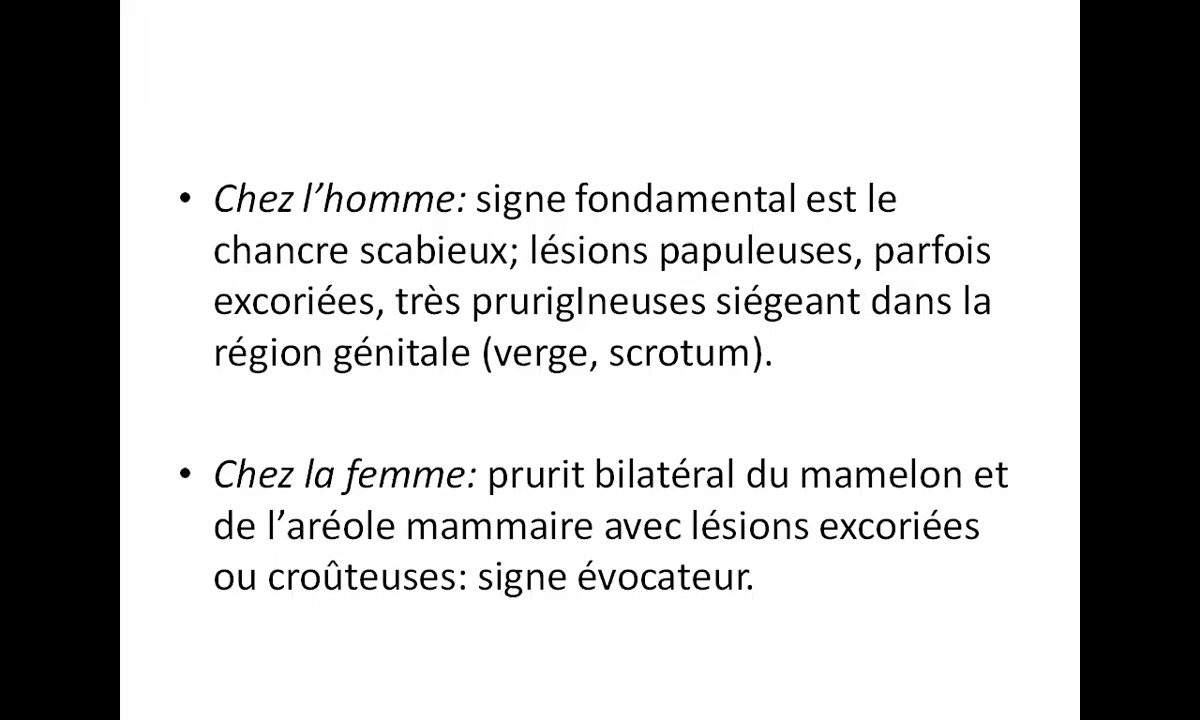 • Chez l’homme: signe fondamental est le
chancre scabieux; lésions papuleuses, parfois
excoriées, très prurigIneuses siégeant dans la
région génitale (verge, scrotum).
• Chez la femme: prurit bilatéral du mamelon et
de l’aréole mammaire avec lésions excoriées
ou croûteuses: signe évocateur.